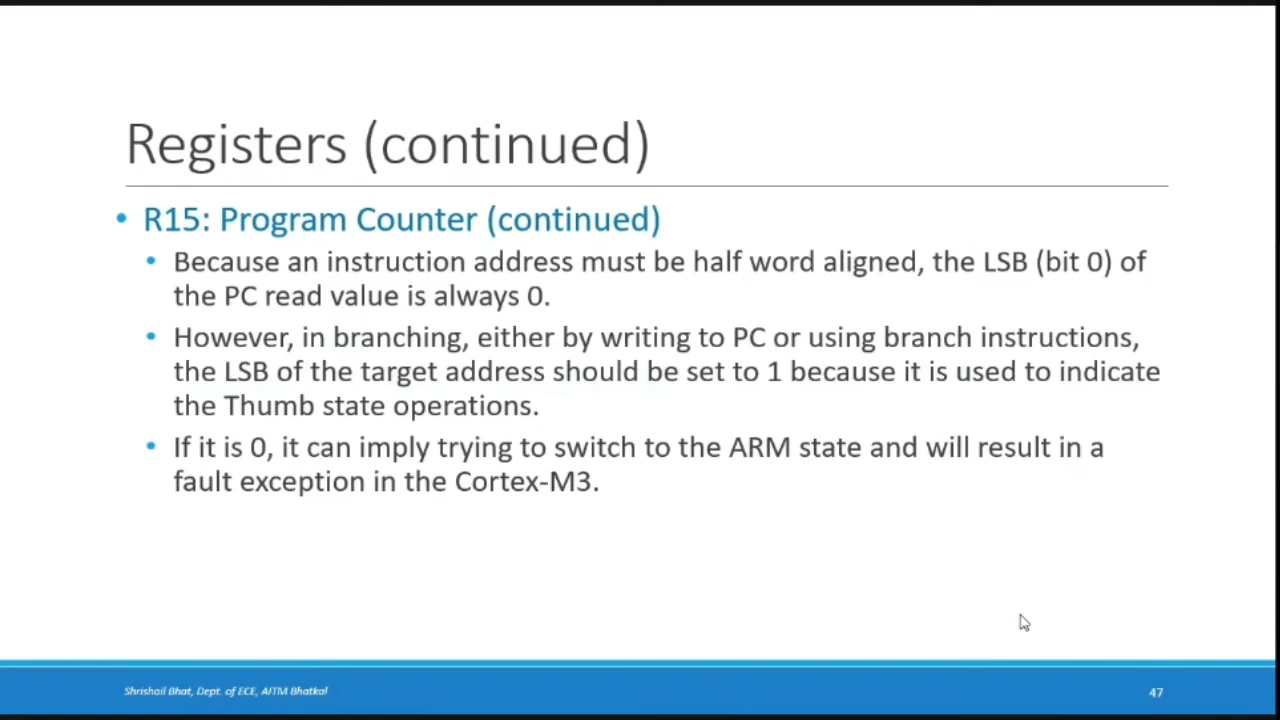 Registers (continued)
• R15: Program Counter (continued)
• Because an instruction address must be half word aligned, the LSB (bit 0) of
the PC read value is always 0.
• However, in branching, either by writing to PC or using branch instructions,
the LSB of the target address should be set to 1 because it is used to indicate
the Thumb state operations.
• If it is 0, it can imply trying to switch to the ARM state and will result in a
fault exception in the Cortex-M3.
Shrishail Bhat, Dept. of ECE, AITM Bhatkal
47